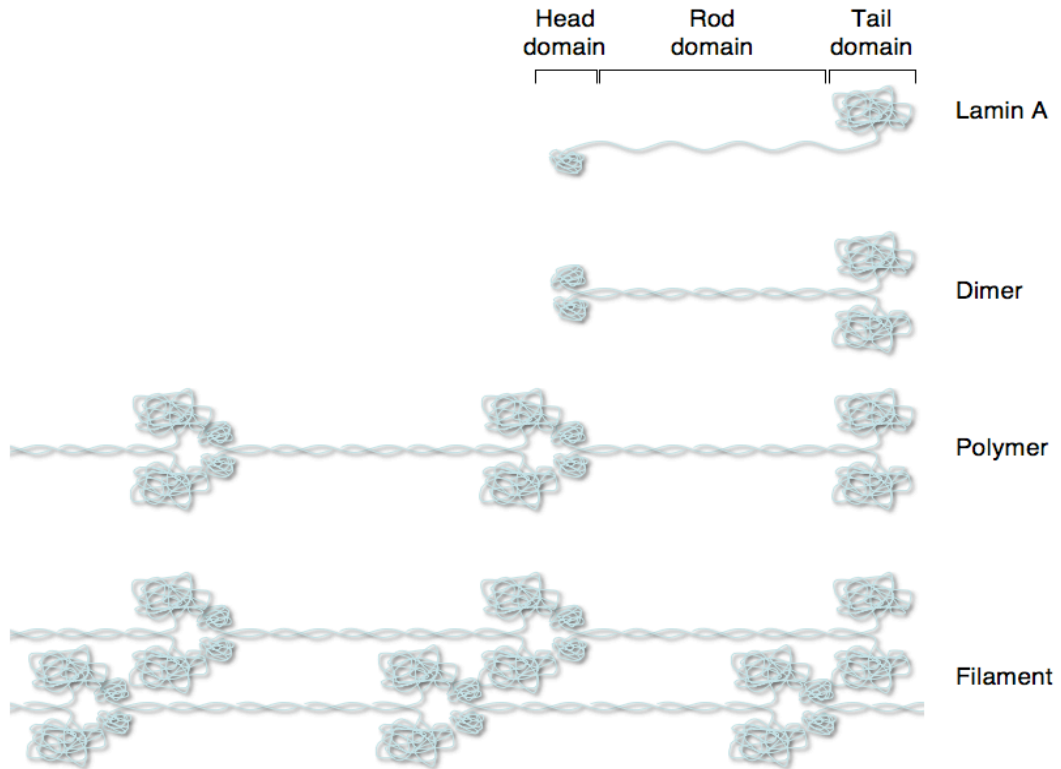 Head
domain
Rod
domain
Tail
domain
Lamin A
Dimer
Polymer
Filament